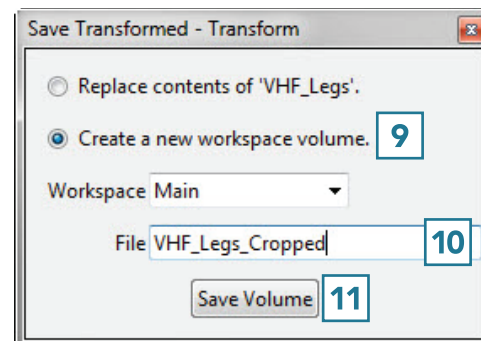 Save Transformed - Transform
Replace contents of 'VHF_Legs'.
Create a new workspace volume. 9
Workspace Main
File VHF_Legs_Cropped 10
Save Volume 11